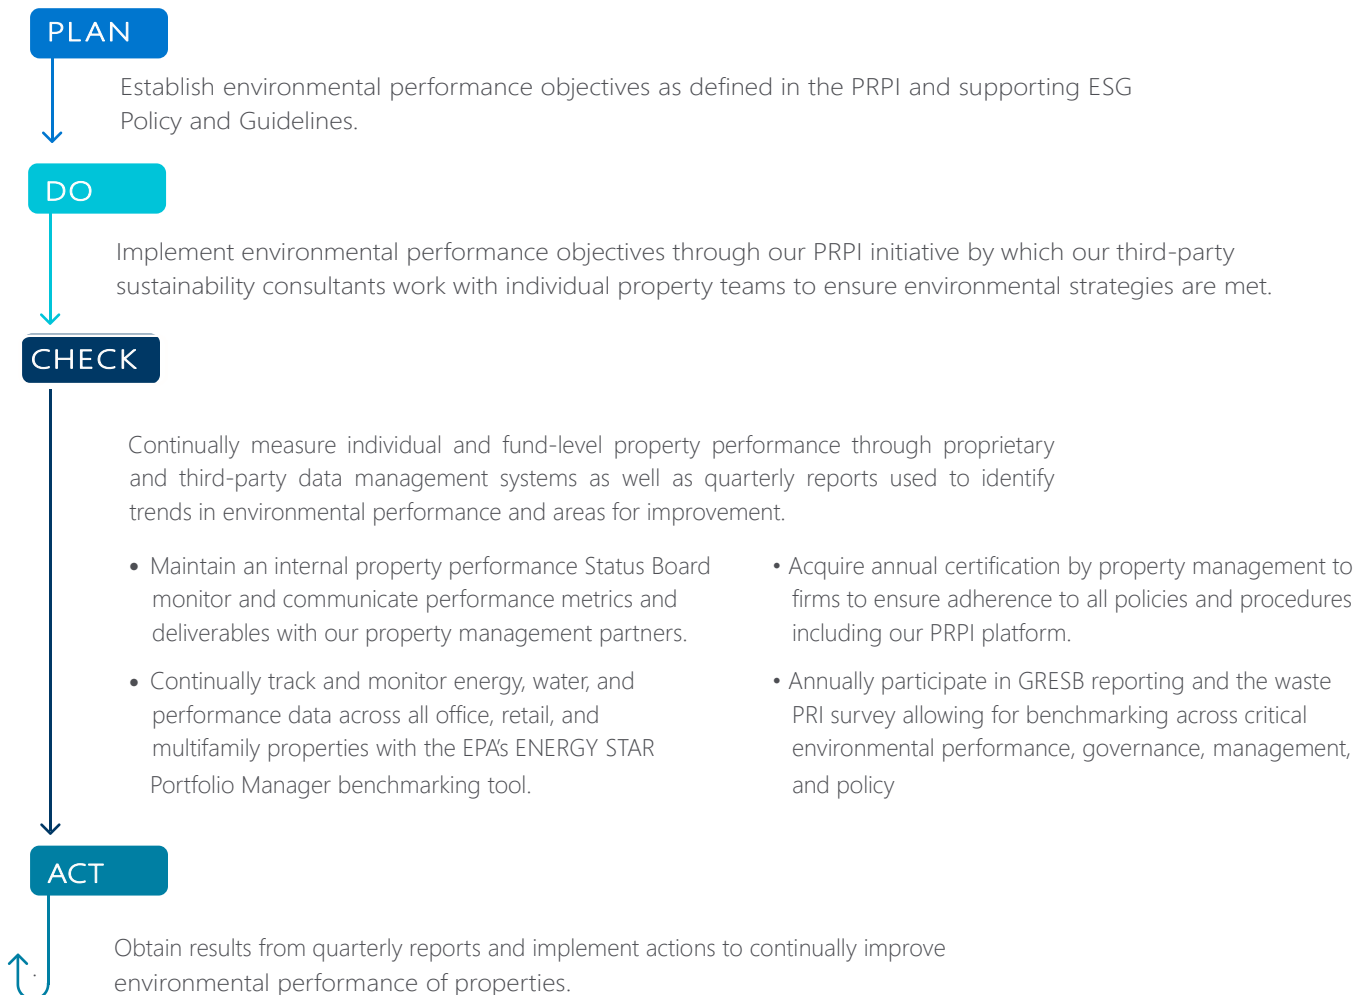 PLAN
Establish environmental performance objectives as defined in the PRPI and supporting ESG
Policy and Guidelines.
DO
Implement environmental performance objectives through our PRPI initiative by which our third-party
sustainability consultants work with individual property teams to ensure environmental strategies are met.
CHECK
Continually measure individual and fund-level property performance through proprietary
and third-party data management systems as well as quarterly reports used to identify
trends in environmental performance and areas for improvement.
• Maintain an internal property performance Status Board
monitor and communicate performance metrics and
deliverables with our property management partners.
• Continually track and monitor energy, water, and
performance data across all office, retail, and
multifamily properties with the EPA's ENERGY STAR
Portfolio Manager benchmarking tool.
• Acquire annual certification by property management to
firms to ensure adherence to all policies and procedures
including our PRPI platform.
• Annually participate in GRESB reporting and the waste
PRI survey allowing for benchmarking across critical
environmental performance, governance, management,
and policy
ACT
Obtain results from quarterly reports and implement actions to continually improve
environmental performance of properties.